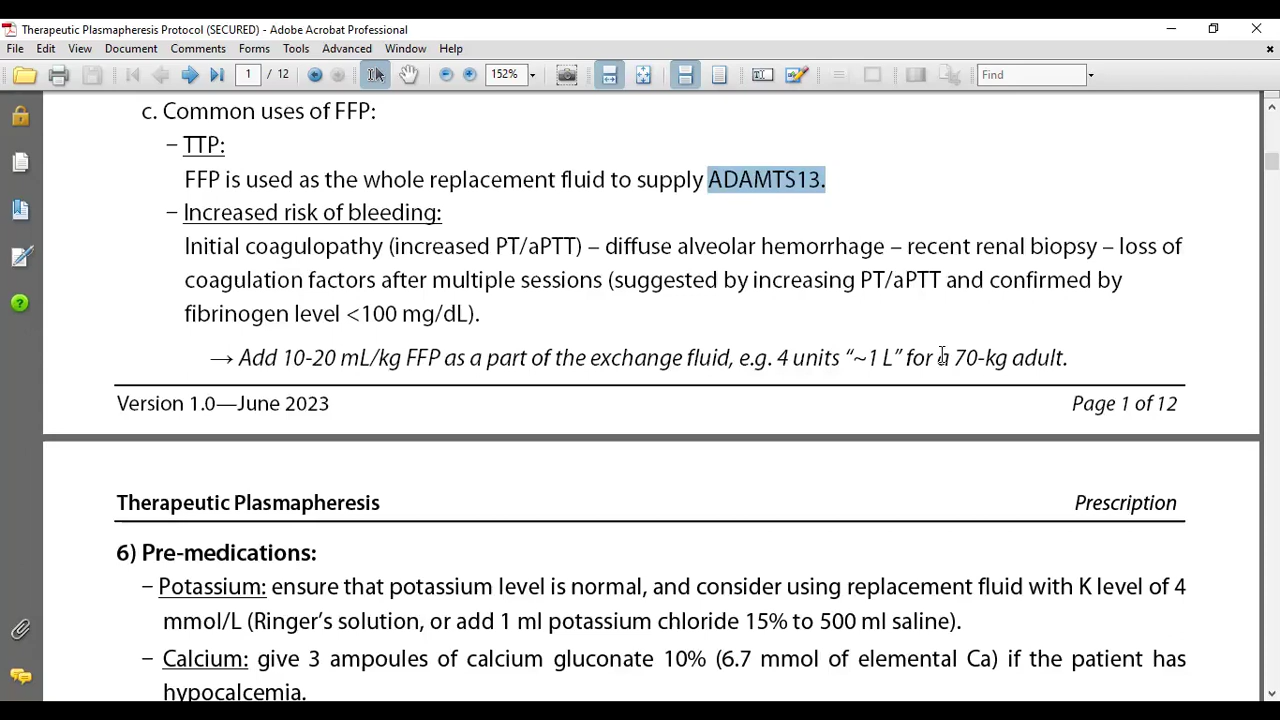 Therapeutic Plasmapheresis Protocol (SECURED) - Adobe Acrobat Professional
File Edit View Document Comments Forms Tools Advanced Window Help
1 / 12 152% Find
c. Common uses of FFP:
– TTP:
FFP is used as the whole replacement fluid to supply ADAMTS13.
– Increased risk of bleeding:
Initial coagulopathy (increased PT/aPTT) – diffuse alveolar hemorrhage – recent renal biopsy – loss of
coagulation factors after multiple sessions (suggested by increasing PT/aPTT and confirmed by
fibrinogen level <100 mg/dL).
→ Add 10-20 mL/kg FFP as a part of the exchange fluid, e.g. 4 units “~1 L” for a 70-kg adult.
Version 1.0—June 2023 Page 1 of 12
Therapeutic Plasmapheresis Prescription
6) Pre-medications:
– Potassium: ensure that potassium level is normal, and consider using replacement fluid with K level of 4
mmol/L (Ringer’s solution, or add 1 ml potassium chloride 15% to 500 ml saline).
– Calcium: give 3 ampoules of calcium gluconate 10% (6.7 mmol of elemental Ca) if the patient has
hypocalcemia.